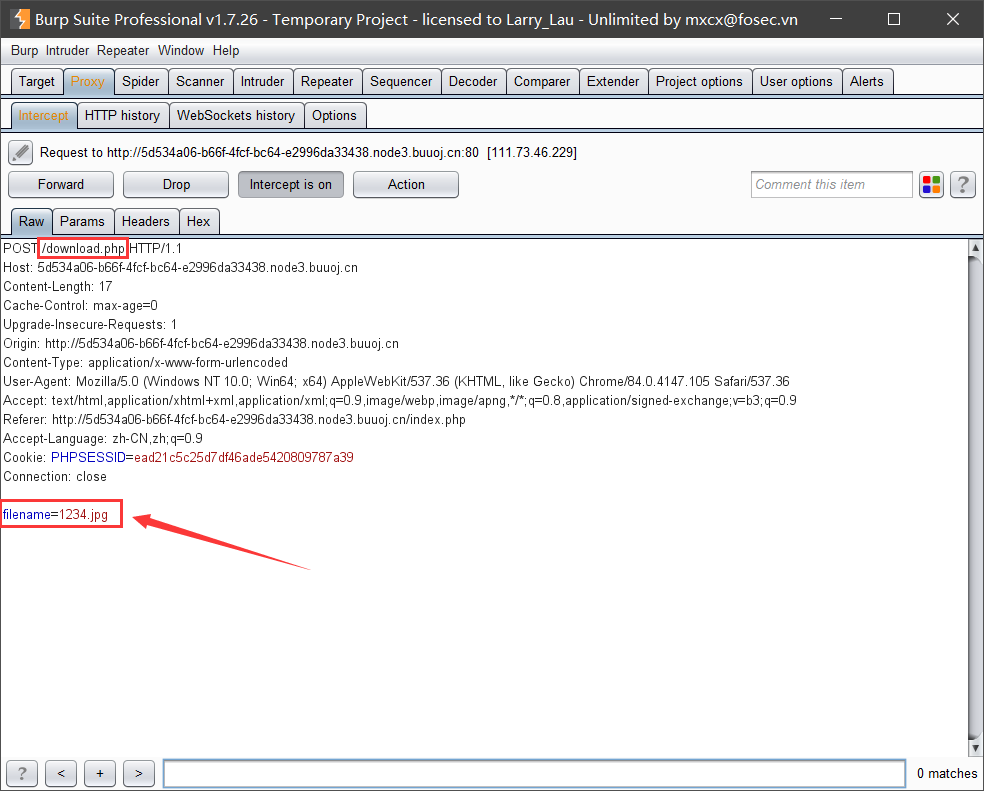 Burp Suite Professional v1.7.26 - Temporary Project - licensed to Larry_Lau - Unlimited by mxcx@fosec.vn
Burp Intruder Repeater Window Help
Target Proxy Spider Scanner Intruder Repeater Sequencer Decoder Comparer Extender Project options User options Alerts
Intercept HTTP history WebSockets history Options
Request to http://5d534a06-b66f-4fcf-bc64-e2996da33438.node3.buuoj.cn:80 [111.73.46.229]
Forward Drop Intercept is on Action Comment this item ?
Raw Params Headers Hex
POST /download.php HTTP/1.1
Host: 5d534a06-b66f-4fcf-bc64-e2996da33438.node3.buuoj.cn
Content-Length: 17
Cache-Control: max-age=0
Upgrade-Insecure-Requests: 1
Origin: http://5d534a06-b66f-4fcf-bc64-e2996da33438.node3.buuoj.cn
Content-Type: application/x-www-form-urlencoded
User-Agent: Mozilla/5.0 (Windows NT 10.0; Win64; x64) AppleWebKit/537.36 (KHTML, like Gecko) Chrome/84.0.4147.105 Safari/537.36
Accept: text/html,application/xhtml+xml,application/xml;q=0.9,image/webp,image/apng,*/*;q=0.8,application/signed-exchange;v=b3;q=0.9
Referer: http://5d534a06-b66f-4fcf-bc64-e2996da33438.node3.buuoj.cn/index.php
Accept-Language: zh-CN,zh;q=0.9
Cookie: PHPSESSID=ead21c5c25d7df46ade5420809787a39
Connection: close
filename=1234.jpg
? < + > 0 matches